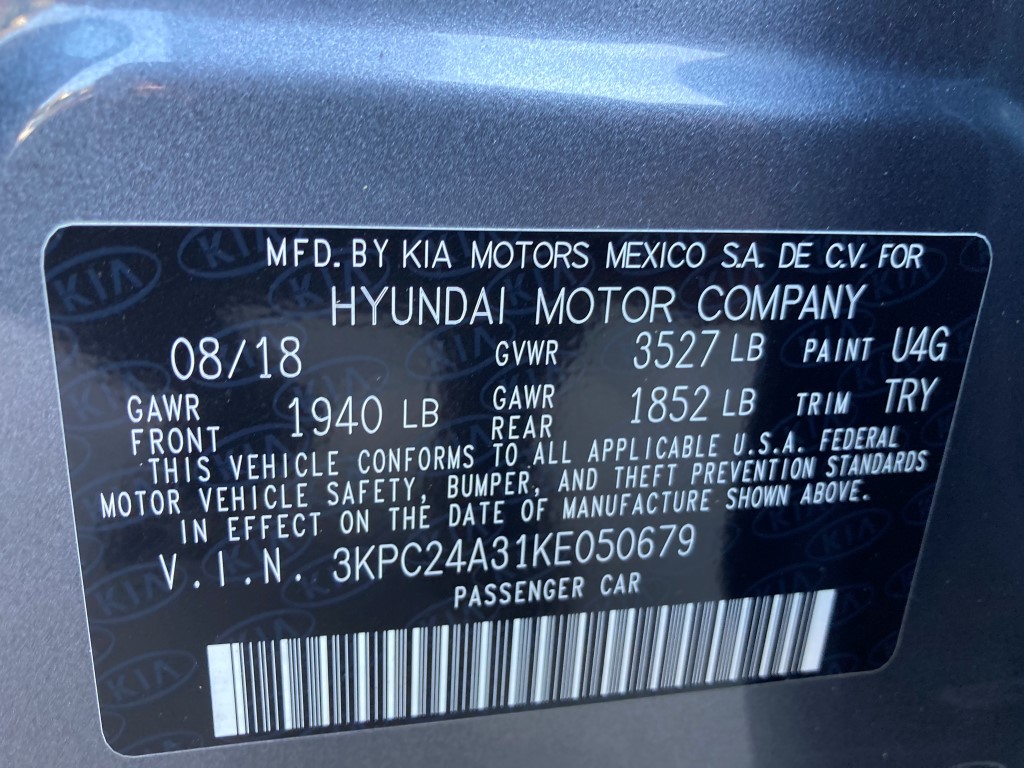 MFD. BY KIA MOTORS MEXICO S.A. DE C.V. FOR
HYUNDAI MOTOR COMPANY
08/18 GVWR 3527 LB PAINT U4G
GAWR FRONT 1940 LB GAWR REAR 1852 LB TRIM TRY
THIS VEHICLE CONFORMS TO ALL APPLICABLE U.S.A. FEDERAL
MOTOR VEHICLE SAFETY, BUMPER, AND THEFT PREVENTION STANDARDS
IN EFFECT ON THE DATE OF MANUFACTURE SHOWN ABOVE.
V.I.N. 3KPC24A31KE050679
PASSENGER CAR